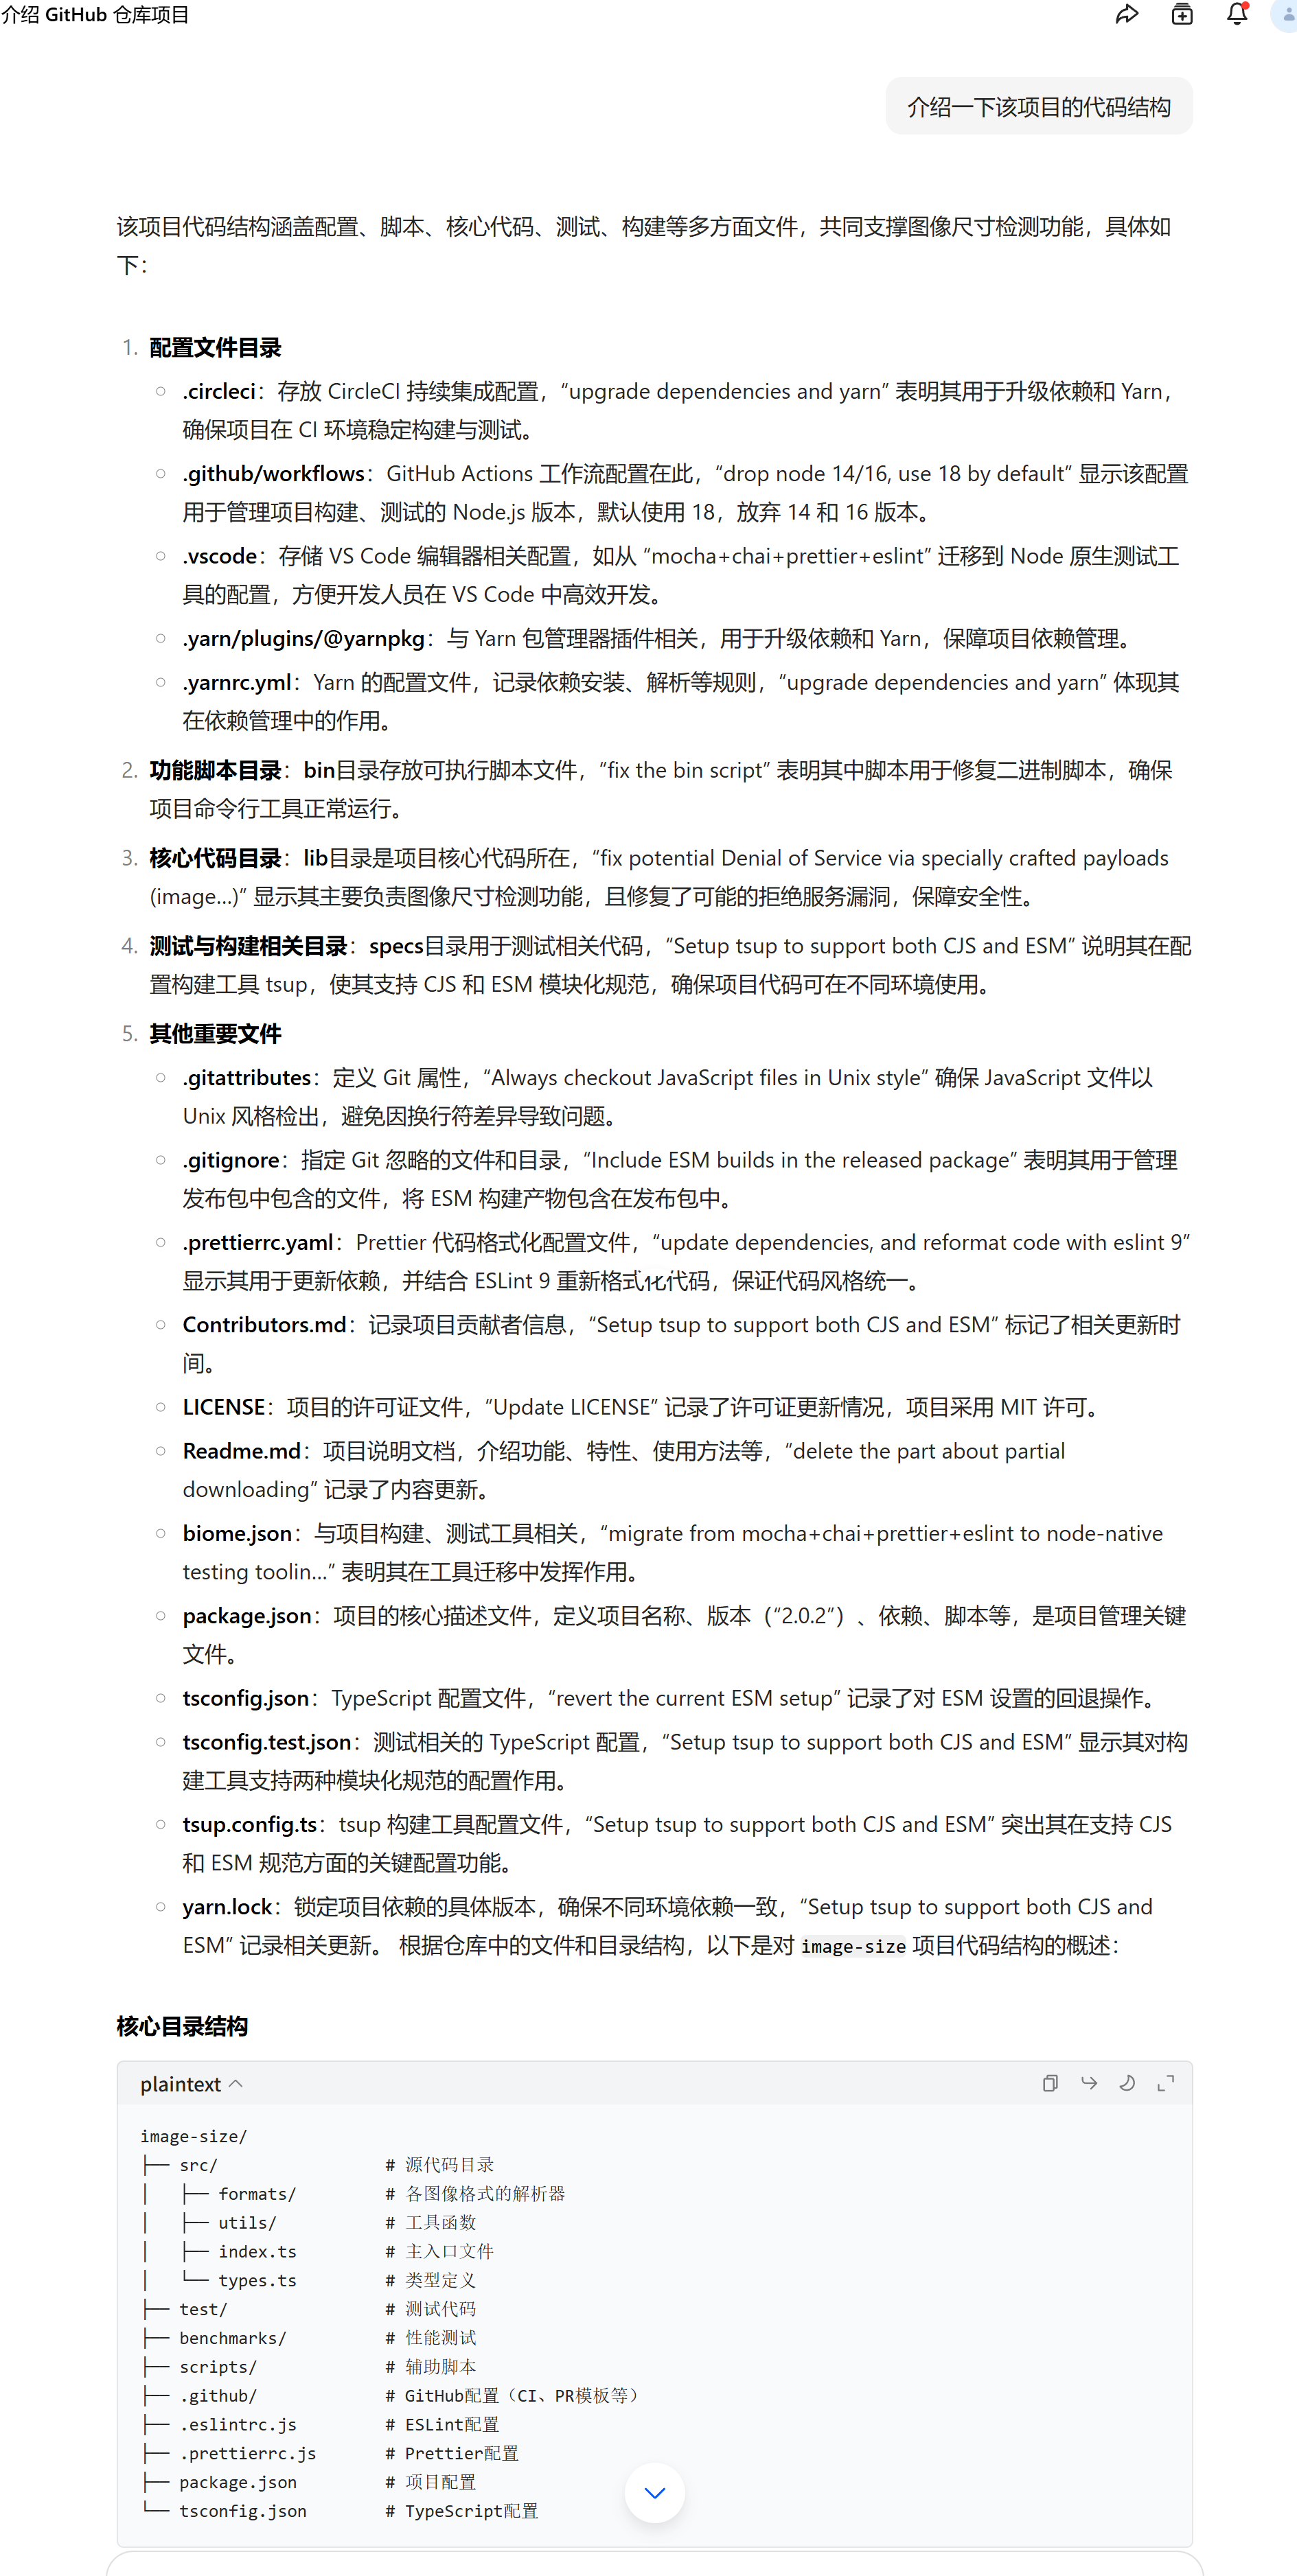 介绍 GitHub 仓库项目
介绍一下该项目的代码结构
该项目代码结构涵盖配置、脚本、核心代码、测试、构建等多方面文件，共同支撑图像尺寸检测功能，具体如
下：
1. 配置文件目录
.circleci：存放 CircleCI 持续集成配置，“upgrade dependencies and yarn” 表明其用于升级依赖和 Yarn，
确保项目在 CI 环境稳定构建与测试。
.github/workflows：GitHub Actions 工作流配置在此，“drop node 14/16, use 18 by default” 显示该配置
用于管理项目构建、测试的 Node.js 版本，默认使用 18，放弃 14 和 16 版本。
.vscode：存储 VS Code 编辑器相关配置，如从 “mocha+chai+prettier+eslint” 迁移到 Node 原生测试工
具的配置，方便开发人员在 VS Code 中高效开发。
.yarn/plugins/@yarnpkg：与 Yarn 包管理器插件相关，用于升级依赖和 Yarn，保障项目依赖管理。
.yarnrc.yml：Yarn 的配置文件，记录依赖安装、解析等规则，“upgrade dependencies and yarn” 体现其
在依赖管理中的作用。
2. 功能脚本目录：bin目录存放可执行脚本文件，“fix the bin script” 表明其中脚本用于修复二进制脚本，确保
项目命令行工具正常运行。
3. 核心代码目录：lib目录是项目核心代码所在，“fix potential Denial of Service via specially crafted payloads
(image...)” 显示其主要负责图像尺寸检测功能，且修复了可能的拒绝服务漏洞，保障安全性。
4. 测试与构建相关目录：specs目录用于测试相关代码，“Setup tsup to support both CJS and ESM” 说明其在配
置构建工具 tsup，使其支持 CJS 和 ESM 模块化规范，确保项目代码可在不同环境使用。
5. 其他重要文件
.gitattributes：定义 Git 属性，“Always checkout JavaScript files in Unix style” 确保 JavaScript 文件以
Unix 风格检出，避免因换行符差异导致问题。
.gitignore：指定 Git 忽略的文件和目录，“Include ESM builds in the released package” 表明其用于管理
发布包中包含的文件，将 ESM 构建产物包含在发布包中。
.prettierrc.yaml：Prettier 代码格式化配置文件，“update dependencies, and reformat code with eslint 9”
显示其用于更新依赖，并结合 ESLint 9 重新格式化代码，保证代码风格统一。
Contributors.md：记录项目贡献者信息，“Setup tsup to support both CJS and ESM” 标记了相关更新时
间。
LICENSE：项目的许可证文件，“Update LICENSE” 记录了许可证更新情况，项目采用 MIT 许可。
Readme.md：项目说明文档，介绍功能、特性、使用方法等，“delete the part about partial
downloading” 记录了内容更新。
biome.json：与项目构建、测试工具相关，“migrate from mocha+chai+prettier+eslint to node-native
testing toolin...” 表明其在工具迁移中发挥作用。
package.json：项目的核心描述文件，定义项目名称、版本（“2.0.2”）、依赖、脚本等，是项目管理关键
文件。
tsconfig.json：TypeScript 配置文件，“revert the current ESM setup” 记录了对 ESM 设置的回退操作。
tsconfig.test.json：测试相关的 TypeScript 配置，“Setup tsup to support both CJS and ESM” 显示其对构
建工具支持两种模块化规范的配置作用。
tsup.config.ts：tsup 构建工具配置文件，“Setup tsup to support both CJS and ESM” 突出其在支持 CJS
和 ESM 规范方面的关键配置功能。
yarn.lock：锁定项目依赖的具体版本，确保不同环境依赖一致，“Setup tsup to support both CJS and
ESM” 记录相关更新。 根据仓库中的文件和目录结构，以下是对 image-size 项目代码结构的概述：
核心目录结构
plaintext
image-size/
├── src/ # 源代码目录
│ ├── formats/ # 各图像格式的解析器
│ ├── utils/ # 工具函数
│ ├── index.ts # 主入口文件
│ └── types.ts # 类型定义
├── test/ # 测试代码
├── benchmarks/ # 性能测试
├── scripts/ # 辅助脚本
├── .github/ # GitHub配置（CI、PR模板等）
├── .eslintrc.js # ESLint配置
├── .prettierrc.js # Prettier配置
├── package.json # 项目配置
└── tsconfig.json # TypeScript配置